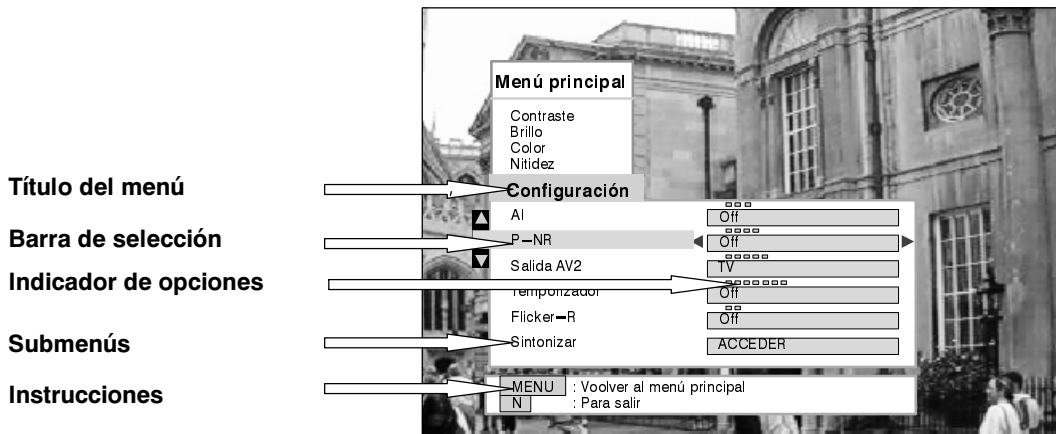 Menú principal
Contraste
Brillo
Color
Nitidez
Título del menú
Configuración
AI
Off
Barra de selección
P–NR
Off
Salida AV2
TV
Indicador de opciones
Temporizador
Off
Flicker–R
Off
Submenús
Sintonizar
ACCEDER
Instrucciones
MENU : Voolver al menú principal
N : Para salir